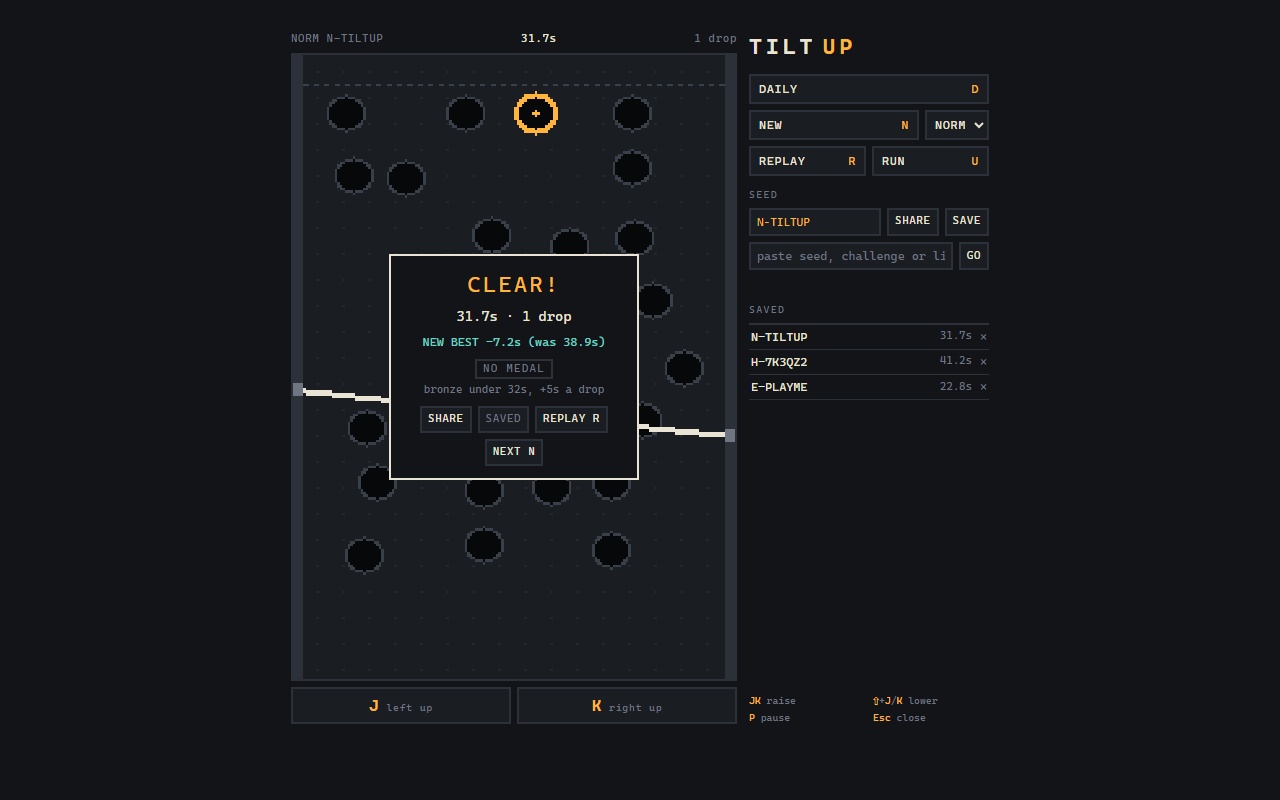 NORM N-TILTUP 31.7s 1 drop
TILT UP
DAILY D
NEW N NORM
REPLAY R RUN U
SEED
N-TILTUP SHARE SAVE
paste seed, challenge or li GO
CLEAR!
31.7s · 1 drop
NEW BEST −7.2s (was 38.9s)
NO MEDAL
bronze under 32s, +5s a drop
SHARE SAVED REPLAY R
NEXT N
SAVED
N-TILTUP 31.7s ×
H-7K3QZ2 41.2s ×
E-PLAYME 22.8s ×
J left up K right up
JK raise ⇧+J/K lower
P pause Esc close